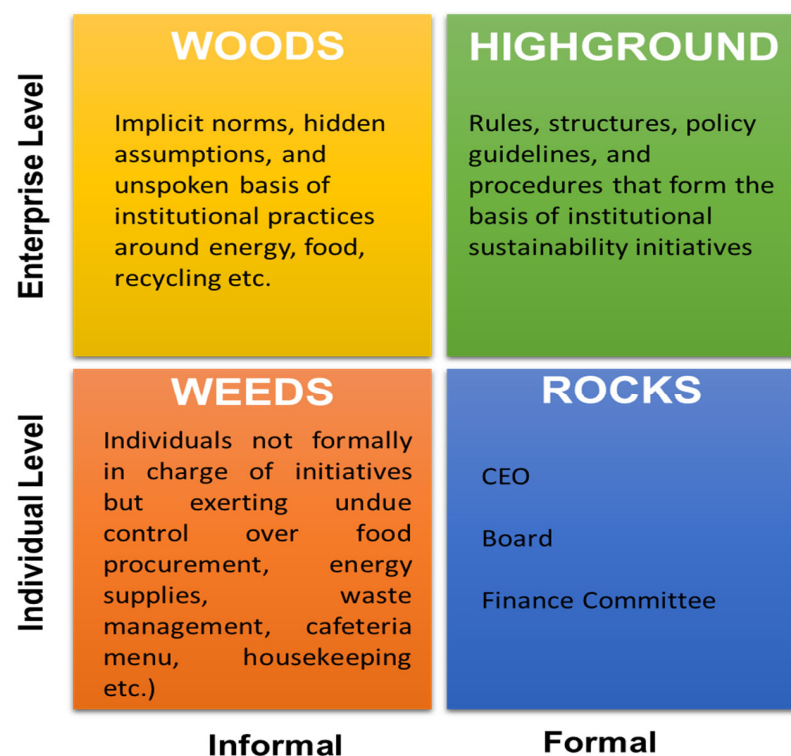 Enterprise Level
WOODS
Implicit norms, hidden
assumptions, and
unspoken basis of
institutional practices
around energy, food,
recycling etc.
HIGHGROUND
Rules, structures, policy
guidelines, and
procedures that form the
basis of institutional
sustainability initiatives
Individual Level
WEEDS
Individuals not formally
in charge of initiatives
but exerting undue
control over food
procurement, energy
supplies, waste
management, cafeteria
menu, housekeeping
etc.)
ROCKS
CEO
Board
Finance Committee
Informal
Formal